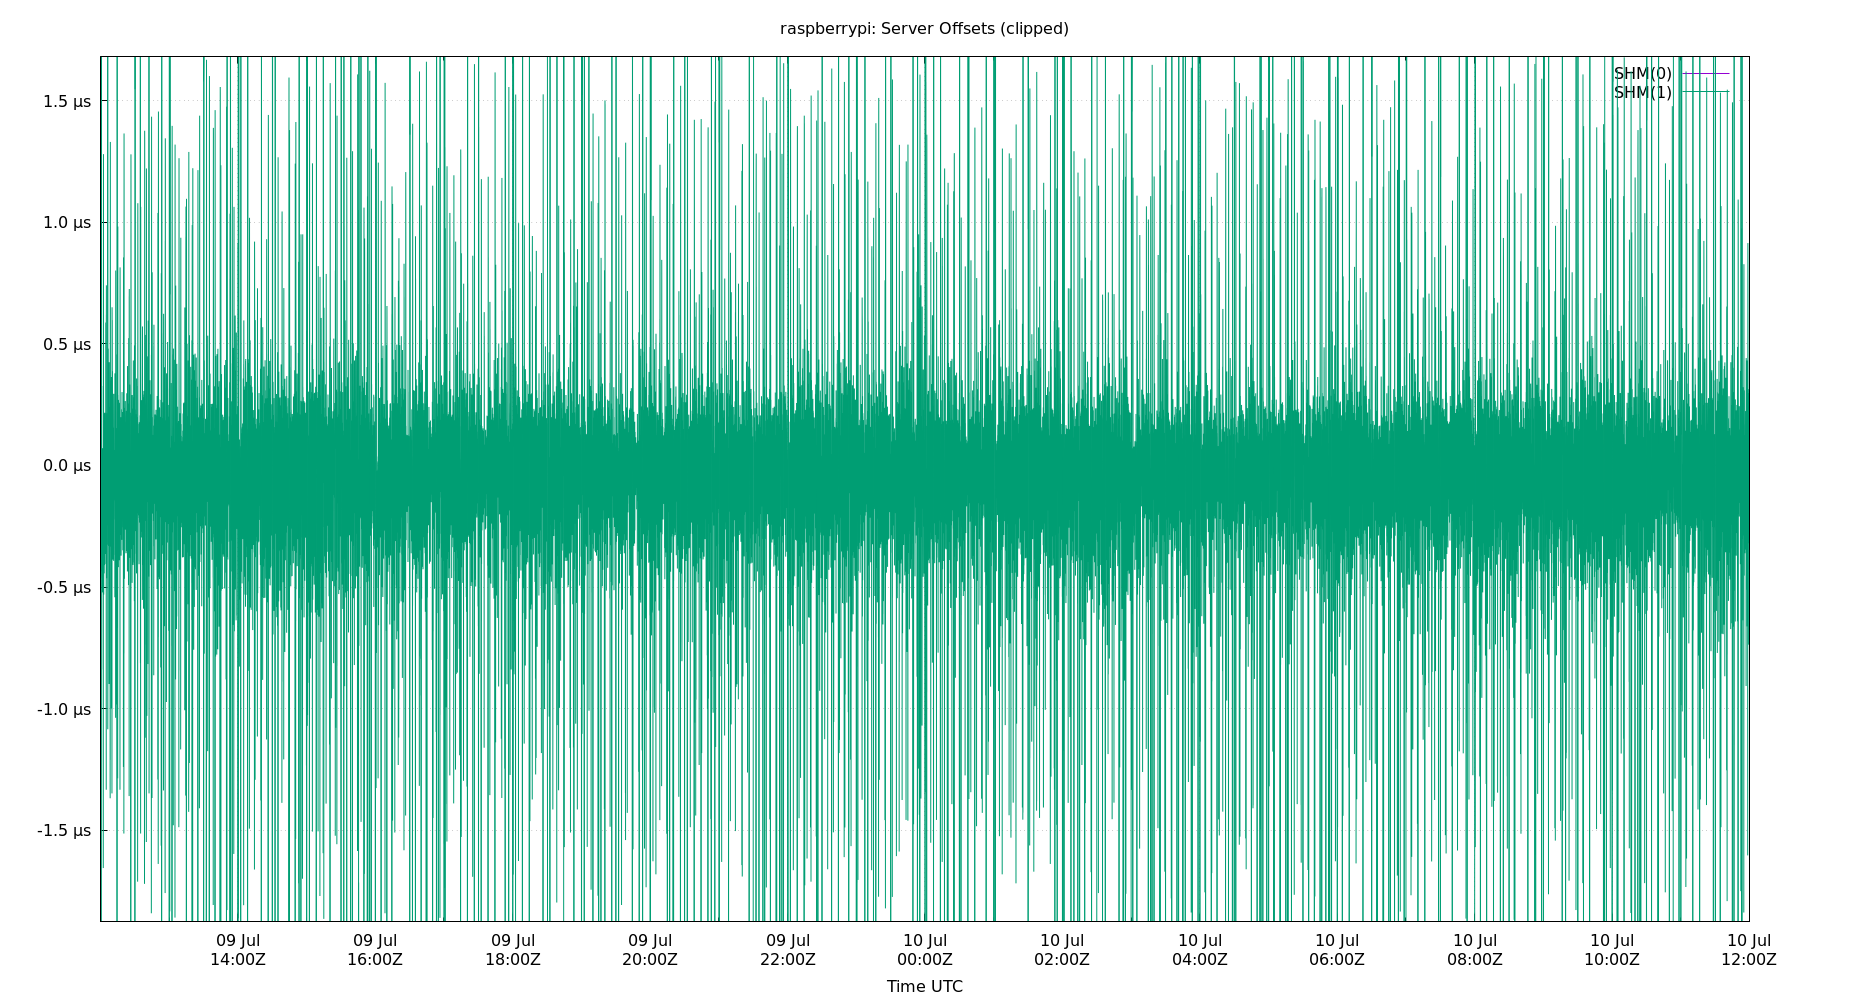 raspberrypi: Server Offsets (clipped)
SHM(0)
SHM(1)
1.5 µs
1.0 µs
0.5 µs
0.0 µs
-0.5 µs
-1.0 µs
-1.5 µs
09 Jul 09 Jul 09 Jul 09 Jul 09 Jul 10 Jul 10 Jul 10 Jul 10 Jul 10 Jul 10 Jul 10 Jul
14:00Z 16:00Z 18:00Z 20:00Z 22:00Z 00:00Z 02:00Z 04:00Z 06:00Z 08:00Z 10:00Z 12:00Z
Time UTC